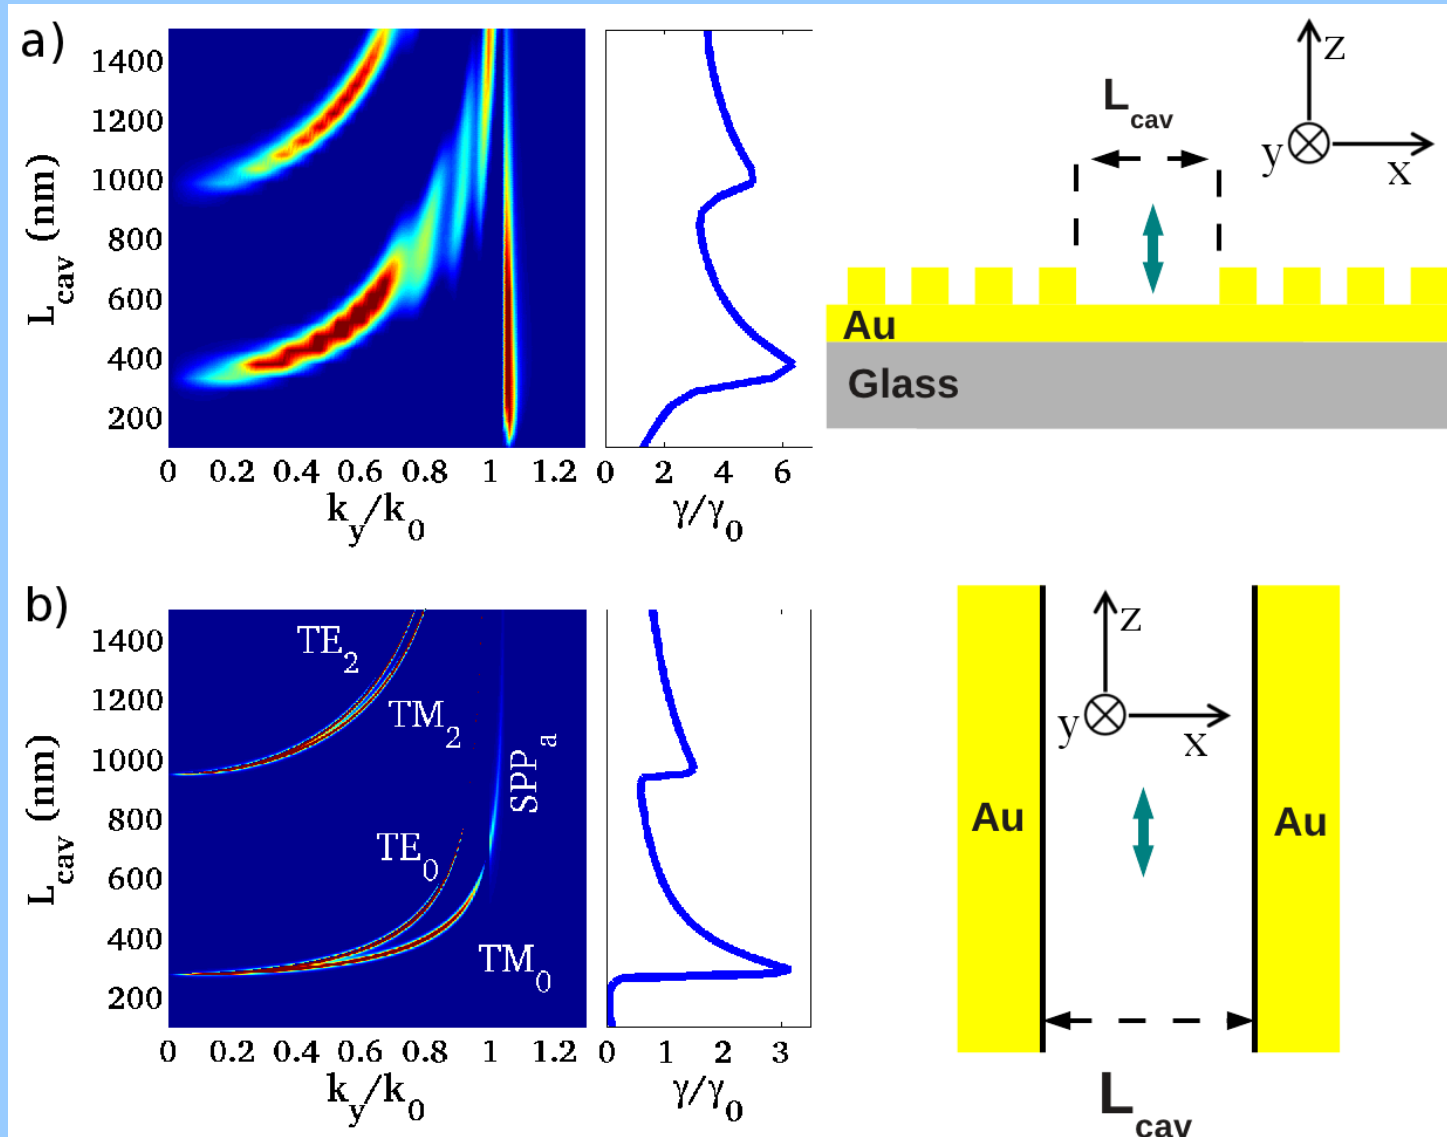 a)
1400
1200
1000
800
600
400
200
L_cav (nm)
0 0.2 0.4 0.6 0.8 1 1.2
k_y/k_0
0 2 4 6
γ/γ_0
L_cav
z
y
x
Au
Glass
b)
1400
1200
1000
800
600
400
200
L_cav (nm)
TE_2
TM_2
SPP_a
TE_0
TM_0
0 0.2 0.4 0.6 0.8 1 1.2
k_y/k_0
0 1 2 3
γ/γ_0
z
y
x
Au
Au
L_cav